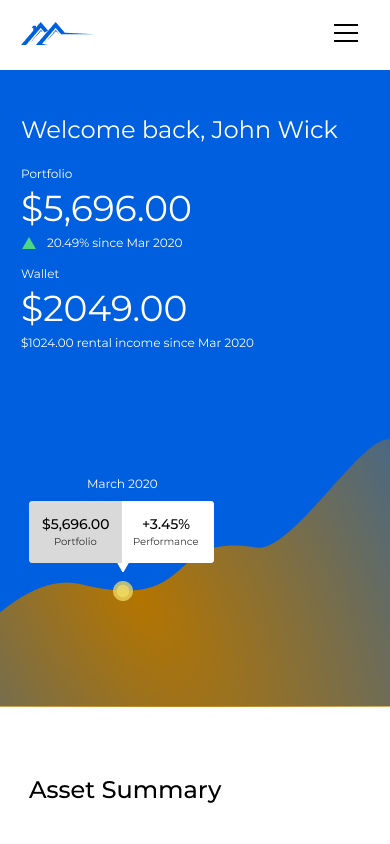 Welcome back, John Wick
Portfolio
$5,696.00
20.49% since Mar 2020
Wallet
$2049.00
$1024.00 rental income since Mar 2020
March 2020
$5,696.00 +3.45%
Portfolio Performance
Asset Summary